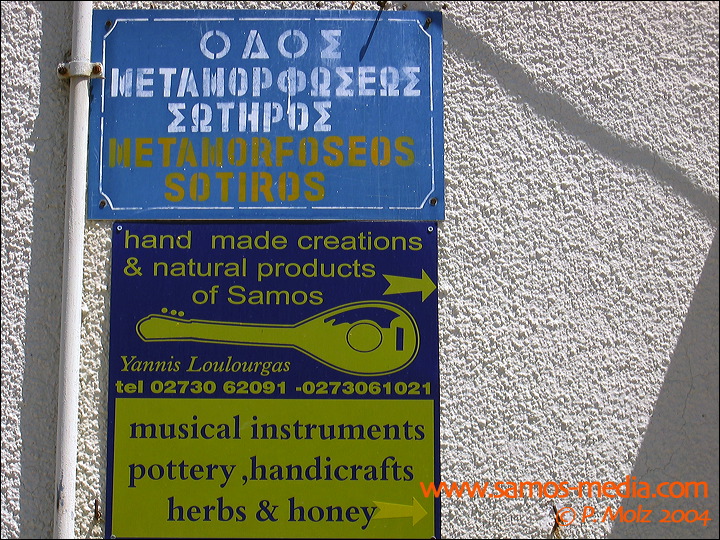 ΟΔΟΣ
ΜΕΤΑΜΟΡΦΩΣΕΩΣ
ΣΩΤΗΡΟΣ
METAMORFOSEOS
SOTIROS
hand made creations
& natural products
of Samos
Yannis Loulourgas
tel 02730 62091 -0273061021
musical instruments
pottery ,handicrafts
herbs & honey
www.samos-media.com
© P. Molz 2004